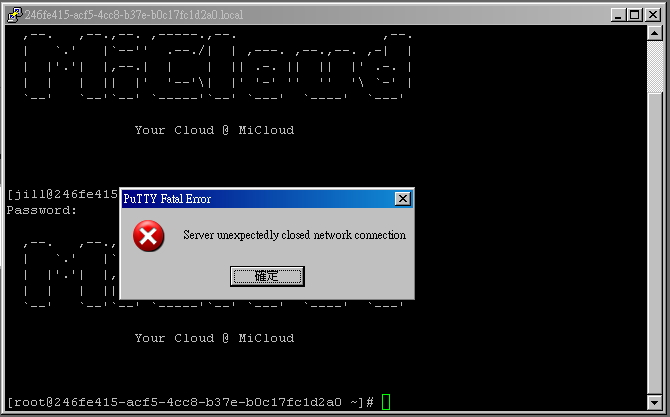 246fe415-acf5-4cc8-b37e-b0c17fc1d2a0.local
MiCloud
Your Cloud @ MiCloud
[jill@246fe415
Password:
PuTTY Fatal Error
Server unexpectedly closed network connection
確定
Your Cloud @ MiCloud
[root@246fe415-acf5-4cc8-b37e-b0c17fc1d2a0 ~]#